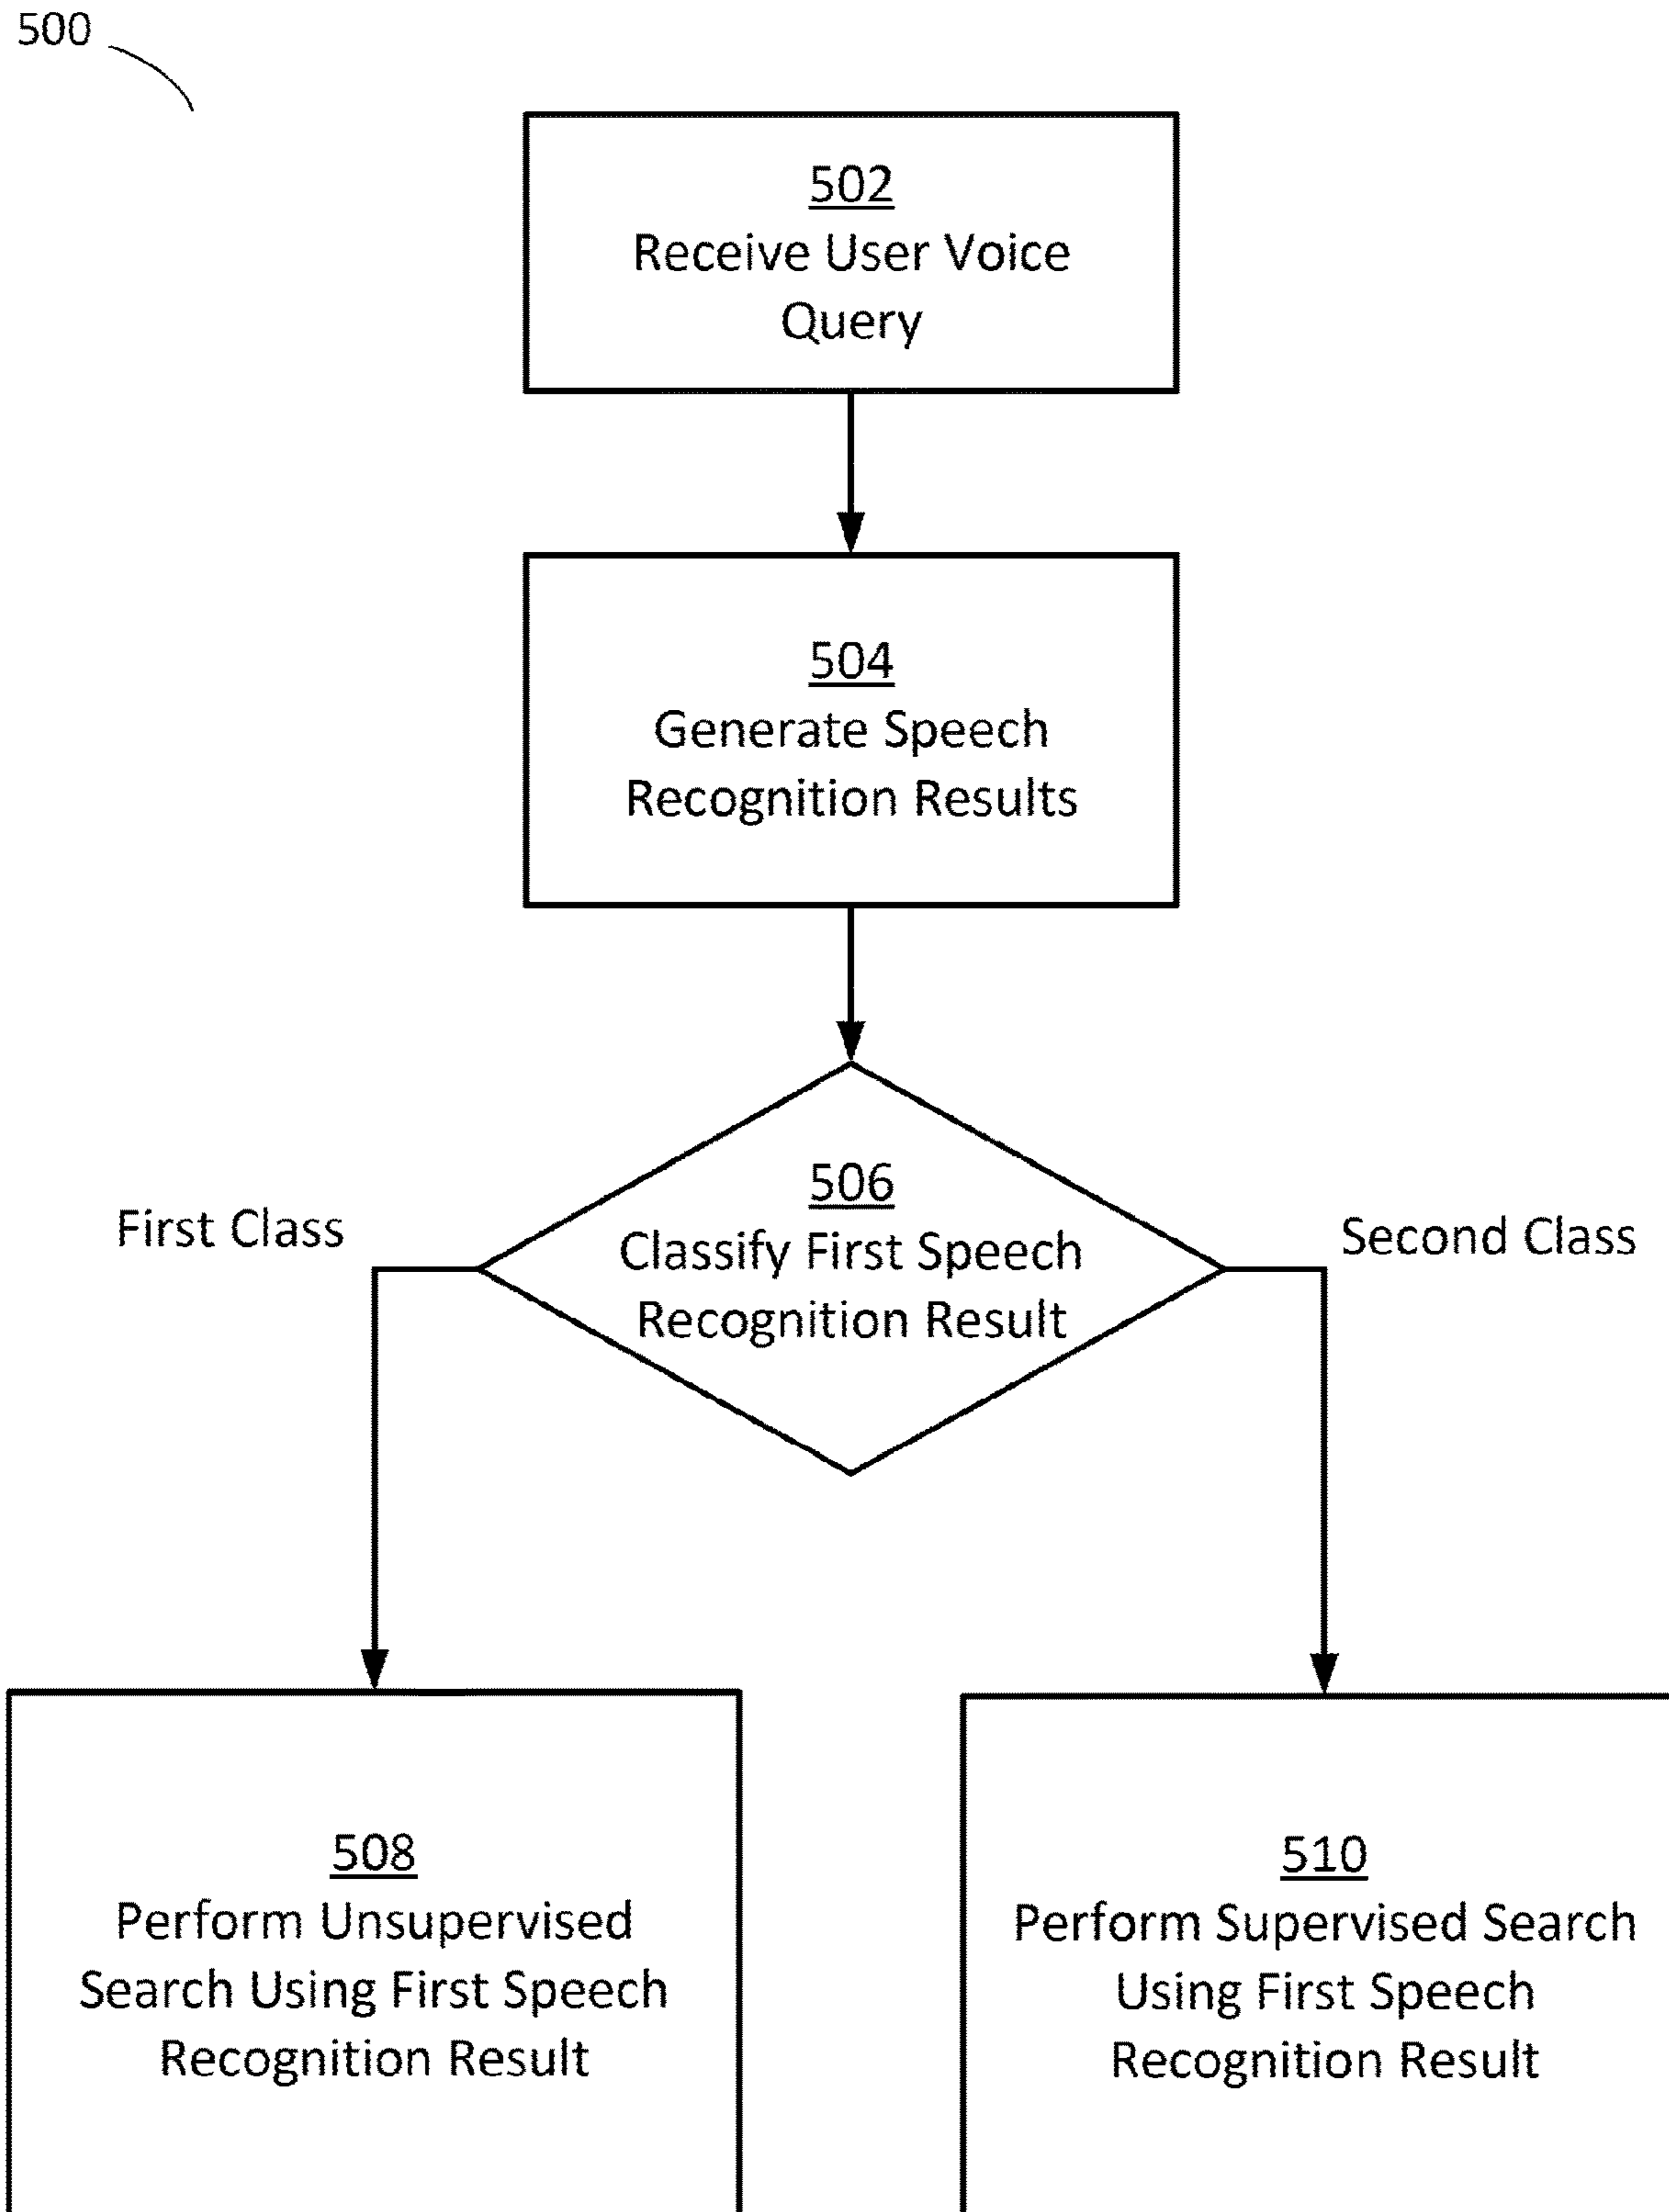 500
502
Receive User Voice
Query
504
Generate Speech
Recognition Results
506
Classify First Speech
Recognition Result
First Class
Second Class
508
Perform Unsupervised
Search Using First Speech
Recognition Result
510
Perform Supervised Search
Using First Speech
Recognition Result